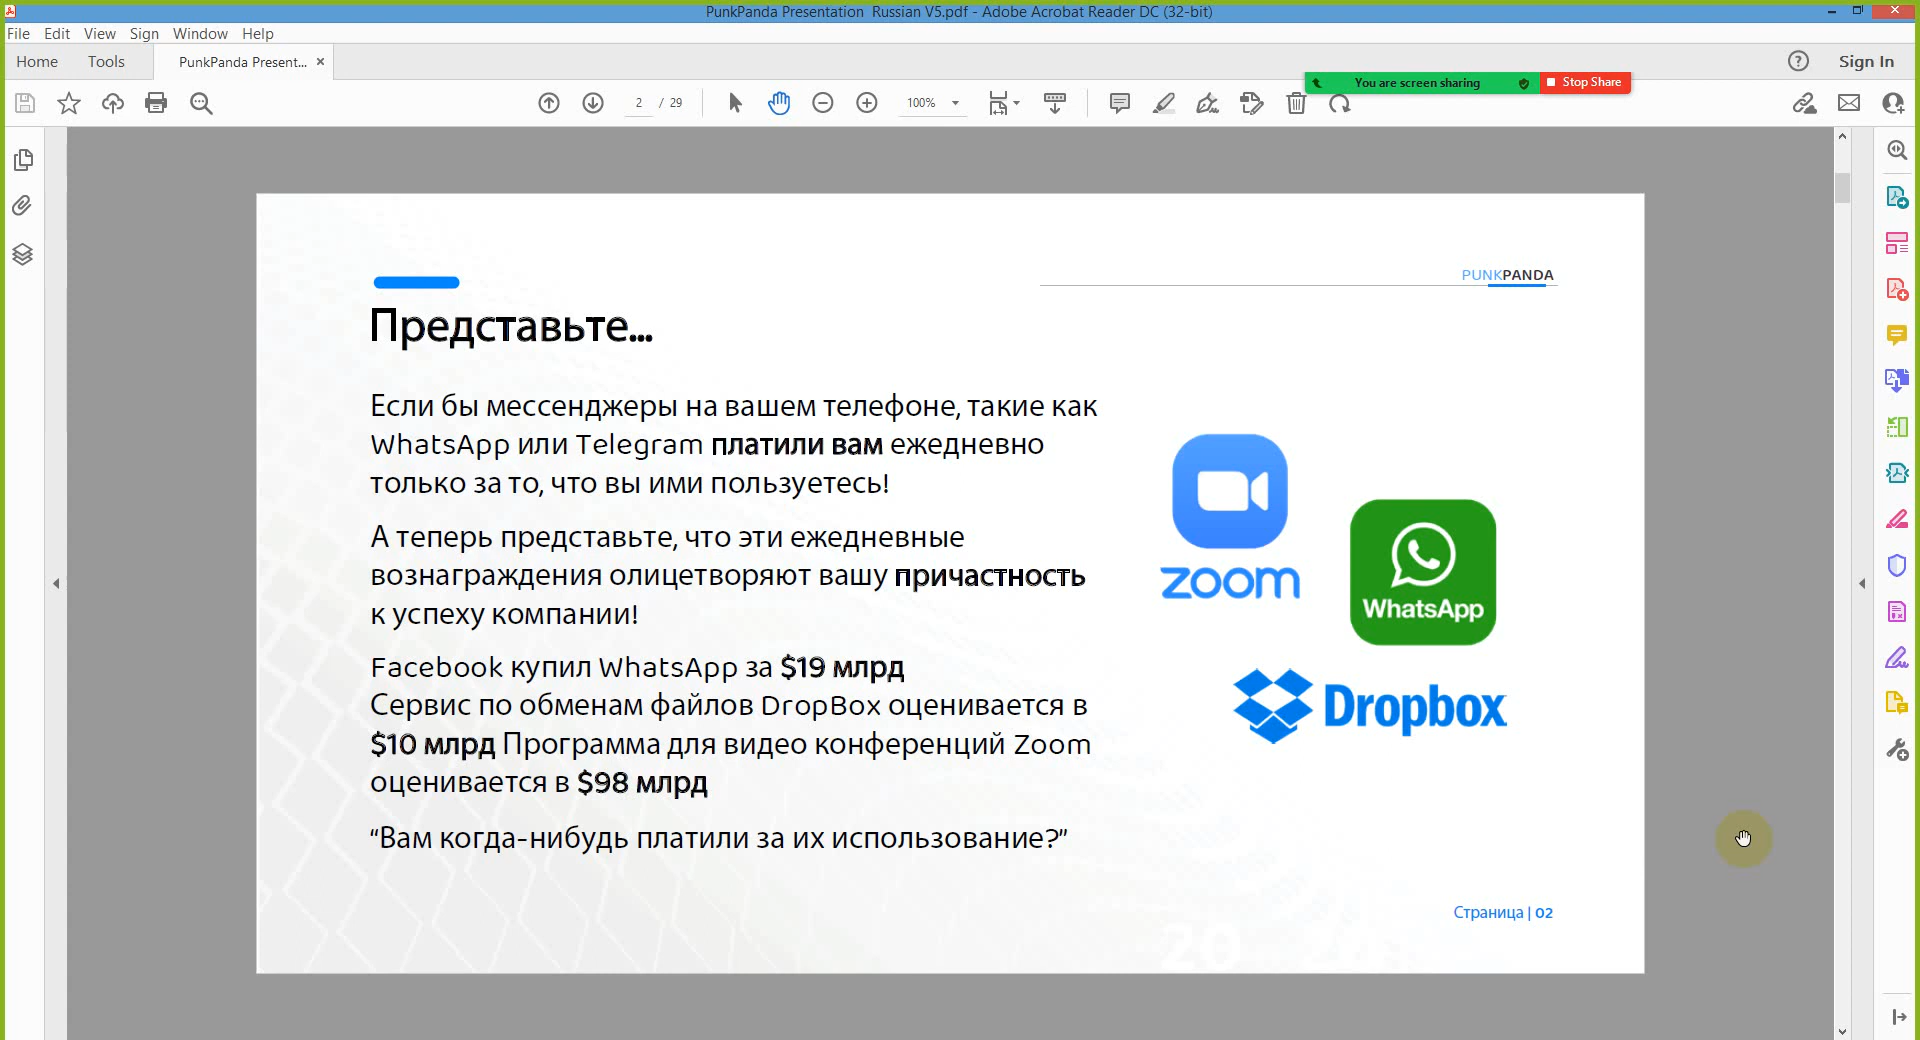 PunkPanda Presentation Russian V5.pdf - Adobe Acrobat Reader DC (32-bit)
File Edit View Sign Window Help
Home Tools PunkPanda Present... × Sign In
You are screen sharing Stop Share
2 / 29 100%
PUNKPANDA
Представьте...
Если бы мессенджеры на вашем телефоне, такие как
WhatsApp или Telegram платили вам ежедневно
только за то, что вы ими пользуетесь!
А теперь представьте, что эти ежедневные
вознаграждения олицетворяют вашу причастность
к успеху компании!
Facebook купил WhatsApp за $19 млрд
Сервис по обменам файлов DropBox оценивается в
$10 млрд Программа для видео конференций Zoom
оценивается в $98 млрд
“Вам когда-нибудь платили за их использование?”
zoom
WhatsApp
Dropbox
Страница | 02
20